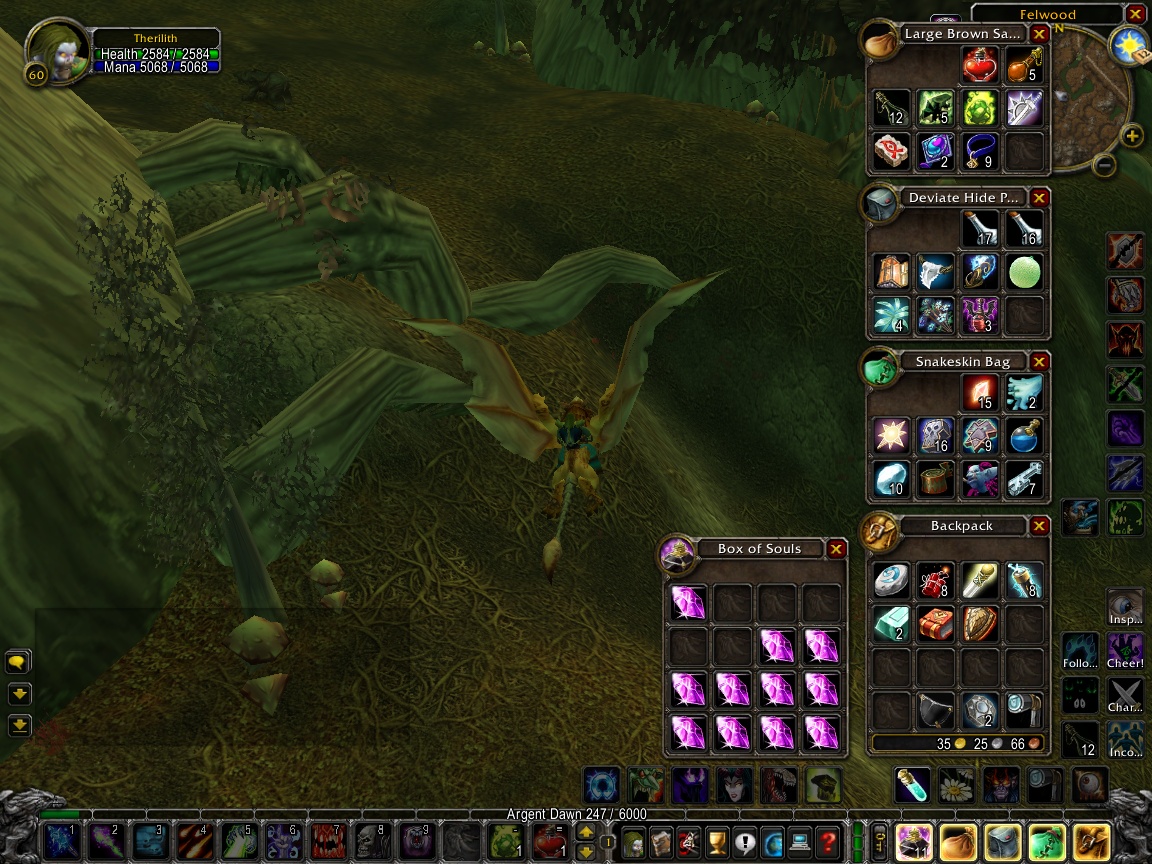 Felwood
Therilith
Health 2584 / 2584
Mana 5068 / 5068
60
N
Large Brown Sa...
5
12
5
2
9
Deviate Hide P...
17
16
4
3
Snakeskin Bag
15
2
16
9
10
7
Backpack
8
8
2
2
35 25 66
Box of Souls
Insp...
Follo...
Cheer!
Char...
12
Inco...
Argent Dawn 247 / 6000
1
2
3
4
5
6
7
8
9
-
=
1
1
1
11